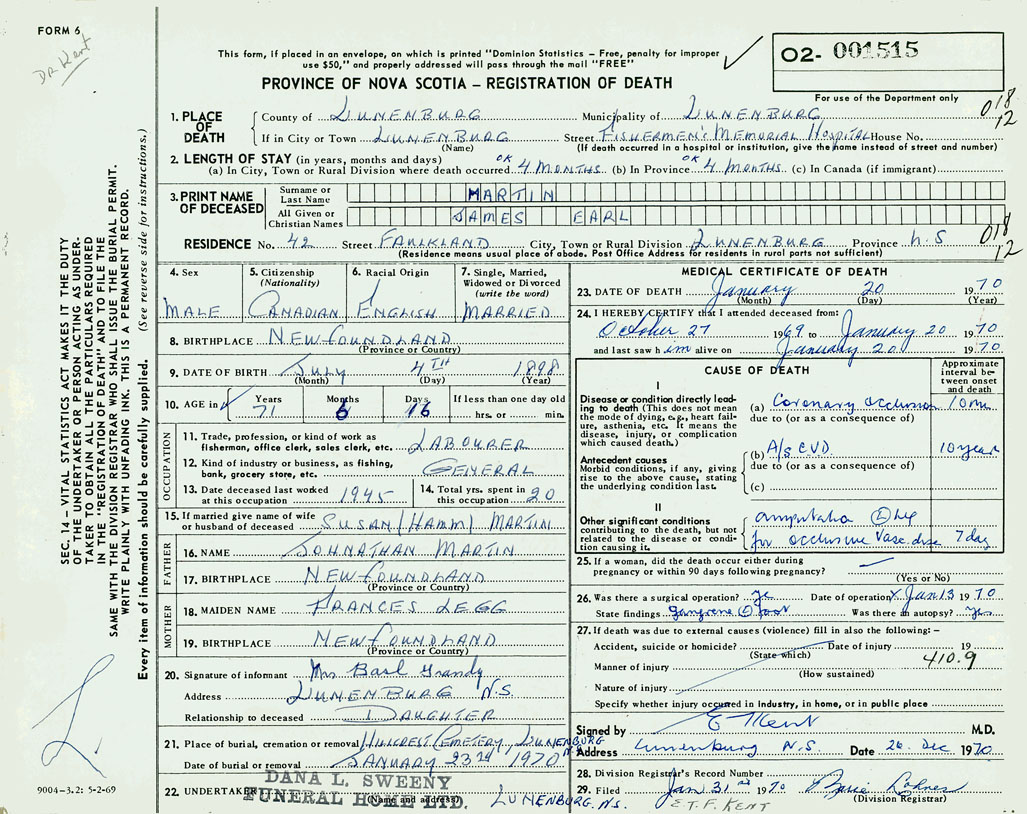 FORM 6
DR Kent
This form, if placed in an envelope, on which is printed "Dominion Statistics – Free, penalty for improper
use $50," and properly addressed will pass through the mail "FREE"
02- 001515
PROVINCE OF NOVA SCOTIA – REGISTRATION OF DEATH
For use of the Department only
018
12
1. PLACE OF DEATH
County of LUNENBURG Municipality of LUNENBURG
If in City or Town LUNENBURG Street FISHERMEN'S MEMORIAL HOSPITAL House No.
(Name) (If death occurred in a hospital or institution, give the name instead of street and number)
2. LENGTH OF STAY (in years, months and days)
OK OK
(a) In City, Town or Rural Division where death occurred 4 MONTHS (b) In Province 4 MONTHS (c) In Canada (if immigrant)
3. PRINT NAME OF DECEASED
Surname or Last Name MARTIN
All Given or Christian Names JAMES EARL
RESIDENCE No. 42 Street FAULKLAND City, Town or Rural Division LUNENBURG Province N.S
(Residence means usual place of abode. Post Office Address for residents in rural parts not sufficient)
018
12
4. Sex
MALE
5. Citizenship
(Nationality)
CANADIAN
6. Racial Origin
ENGLISH
7. Single, Married, Widowed or Divorced
(write the word)
MARRIED
8. BIRTHPLACE NEWFOUNDLAND
(Province or Country)
9. DATE OF BIRTH JULY 4TH 1898
(Month) (Day) (Year)
10. AGE in Years Months Days If less than one day old
71 6 16 hrs. or min.
OCCUPATION
11. Trade, profession, or kind of work as
fisherman, office clerk, sales clerk, etc. LABOURER
12. Kind of industry or business, as fishing,
bank, grocery store, etc. GENERAL
13. Date deceased last worked
at this occupation 1945
14. Total yrs. spent in
this occupation 20
15. If married give name of wife
or husband of deceased SUSAN (HAMM) MARTIN
FATHER
16. NAME JOHNATHAN MARTIN
17. BIRTHPLACE NEWFOUNDLAND
(Province or Country)
MOTHER
18. MAIDEN NAME FRANCES LEGG
19. BIRTHPLACE NEWFOUNDLAND
(Province or Country)
20. Signature of informant Mrs Basl Grandy
Address LUNENBURG N.S.
Relationship to deceased DAUGHTER
21. Place of burial, cremation or removal HILLCREST CEMETERY LUNENBURG
Date of burial or removal JANUARY 23rd 1970
22. UNDERTAKER DANA L. SWEENY
FUNERAL HOME LTD. LUNENBURG, N.S.
(Name and address)
MEDICAL CERTIFICATE OF DEATH
23. DATE OF DEATH January 20 1970
(Month) (Day) (Year)
24. I HEREBY CERTIFY that I attended deceased from:
October 27 1969 to January 20 1970
and last saw him alive on January 20 1970
CAUSE OF DEATH
Approximate interval between onset and death
I
Disease or condition directly leading
to death (This does not mean
the mode of dying, e.g., heart failure,
asthenia, etc. It means the
disease, injury, or complication
which caused death.)
(a) Coronary occlusion 10 min
due to (or as a consequence of)
Antecedent causes
Morbid conditions, if any, giving
rise to the above cause, stating
the underlying condition last.
(b) A/s CVD 10 year
due to (or as a consequence of)
(c)
II
Other significant conditions
contributing to the death, but not
related to the disease or condition
causing it.
amputation leg
for occlusive Vasc. dise 7 day
25. If a woman, did the death occur either during
pregnancy or within 90 days following pregnancy?
(Yes or No)
26. Was there a surgical operation? ye Date of operation Jan 13 1970
State findings gangrene foot Was there an autopsy? Yes
27. If death was due to external causes (violence) fill in also the following: –
Accident, suicide or homicide? Date of injury 19
(State which)
410.9
Manner of injury
(How sustained)
Nature of injury
Specify whether injury occurred in industry, in home, or in public place
Signed by E Kent M.D.
Address Lunenburg N.S. Date 26 Dec 1970
28. Division Registrar's Record Number
29. Filed Jan 31st 1970
(Division Registrar)
E.T.F. KENT
SEC. 14 – VITAL STATISTICS ACT MAKES IT THE DUTY
OF THE UNDERTAKER OR PERSON ACTING AS UNDERTAKER
TO OBTAIN ALL THE PARTICULARS REQUIRED
IN THE "REGISTRATION OF DEATH" AND TO FILE THE
SAME WITH THE DIVISION REGISTRAR WHO SHALL ISSUE THE BURIAL PERMIT.
WRITE PLAINLY WITH UNFADING INK. THIS IS A PERMANENT RECORD.
Every item of information should be carefully supplied. (See reverse side for instructions.)
9004-3.2: 5-2-69